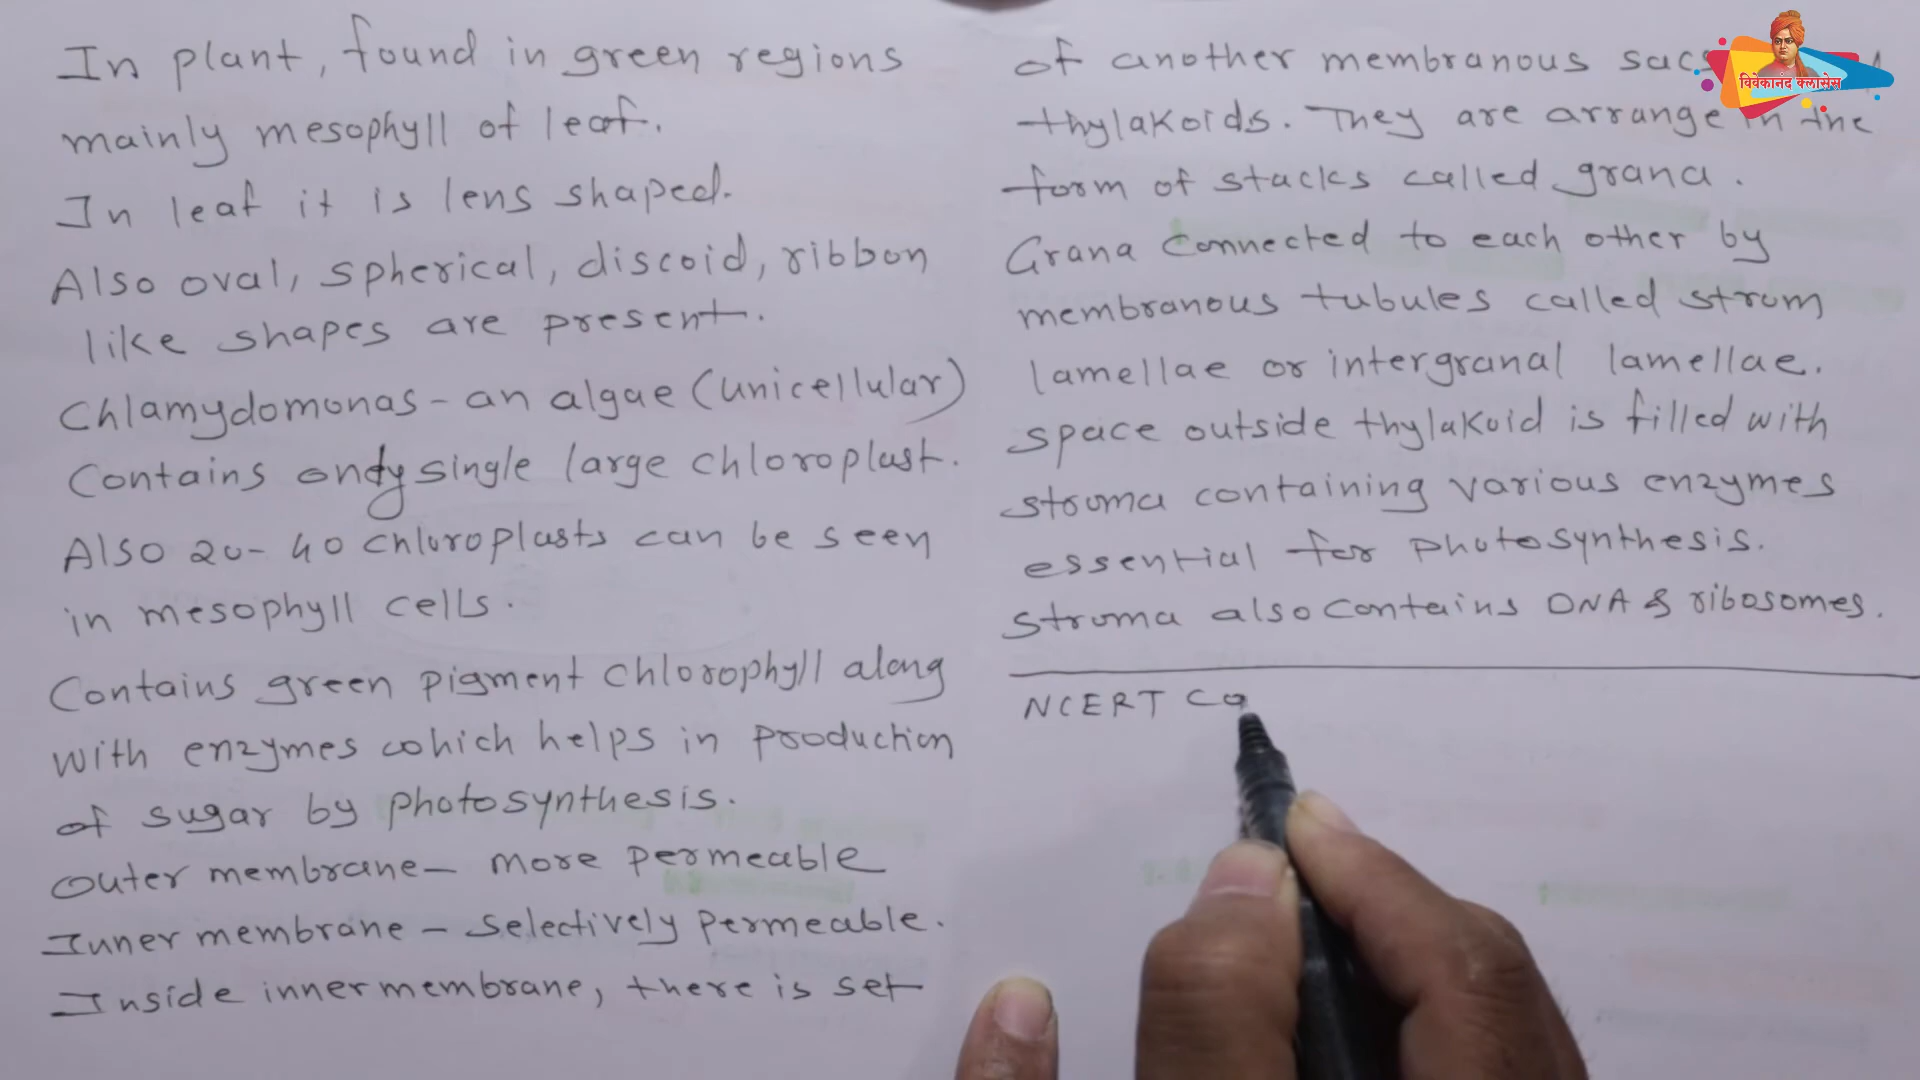 In plant, found in green regions
mainly mesophyll of leaf.
In leaf it is lens shaped.
Also oval, spherical, discoid, ribbon
like shapes are present.
Chlamydomonas - an algae (unicellular)
Contains only single large chloroplast.
Also 20-40 chloroplasts can be seen
in mesophyll cells.
Contains green pigment chlorophyll along
with enzymes which helps in production
of sugar by photosynthesis.
Outer membrane - more permeable
Inner membrane - selectively permeable.
Inside inner membrane, there is set
of another membranous sacs
thylakoids. They are arrange in the
form of stacks called grana.
Grana connected to each other by
membranous tubules called strom
lamellae or intergranal lamellae.
space outside thylakoid is filled with
stroma containing various enzymes
essential for photosynthesis.
stroma also contains DNA & ribosomes.
NCERT Co
विवेकानंद क्लासेस